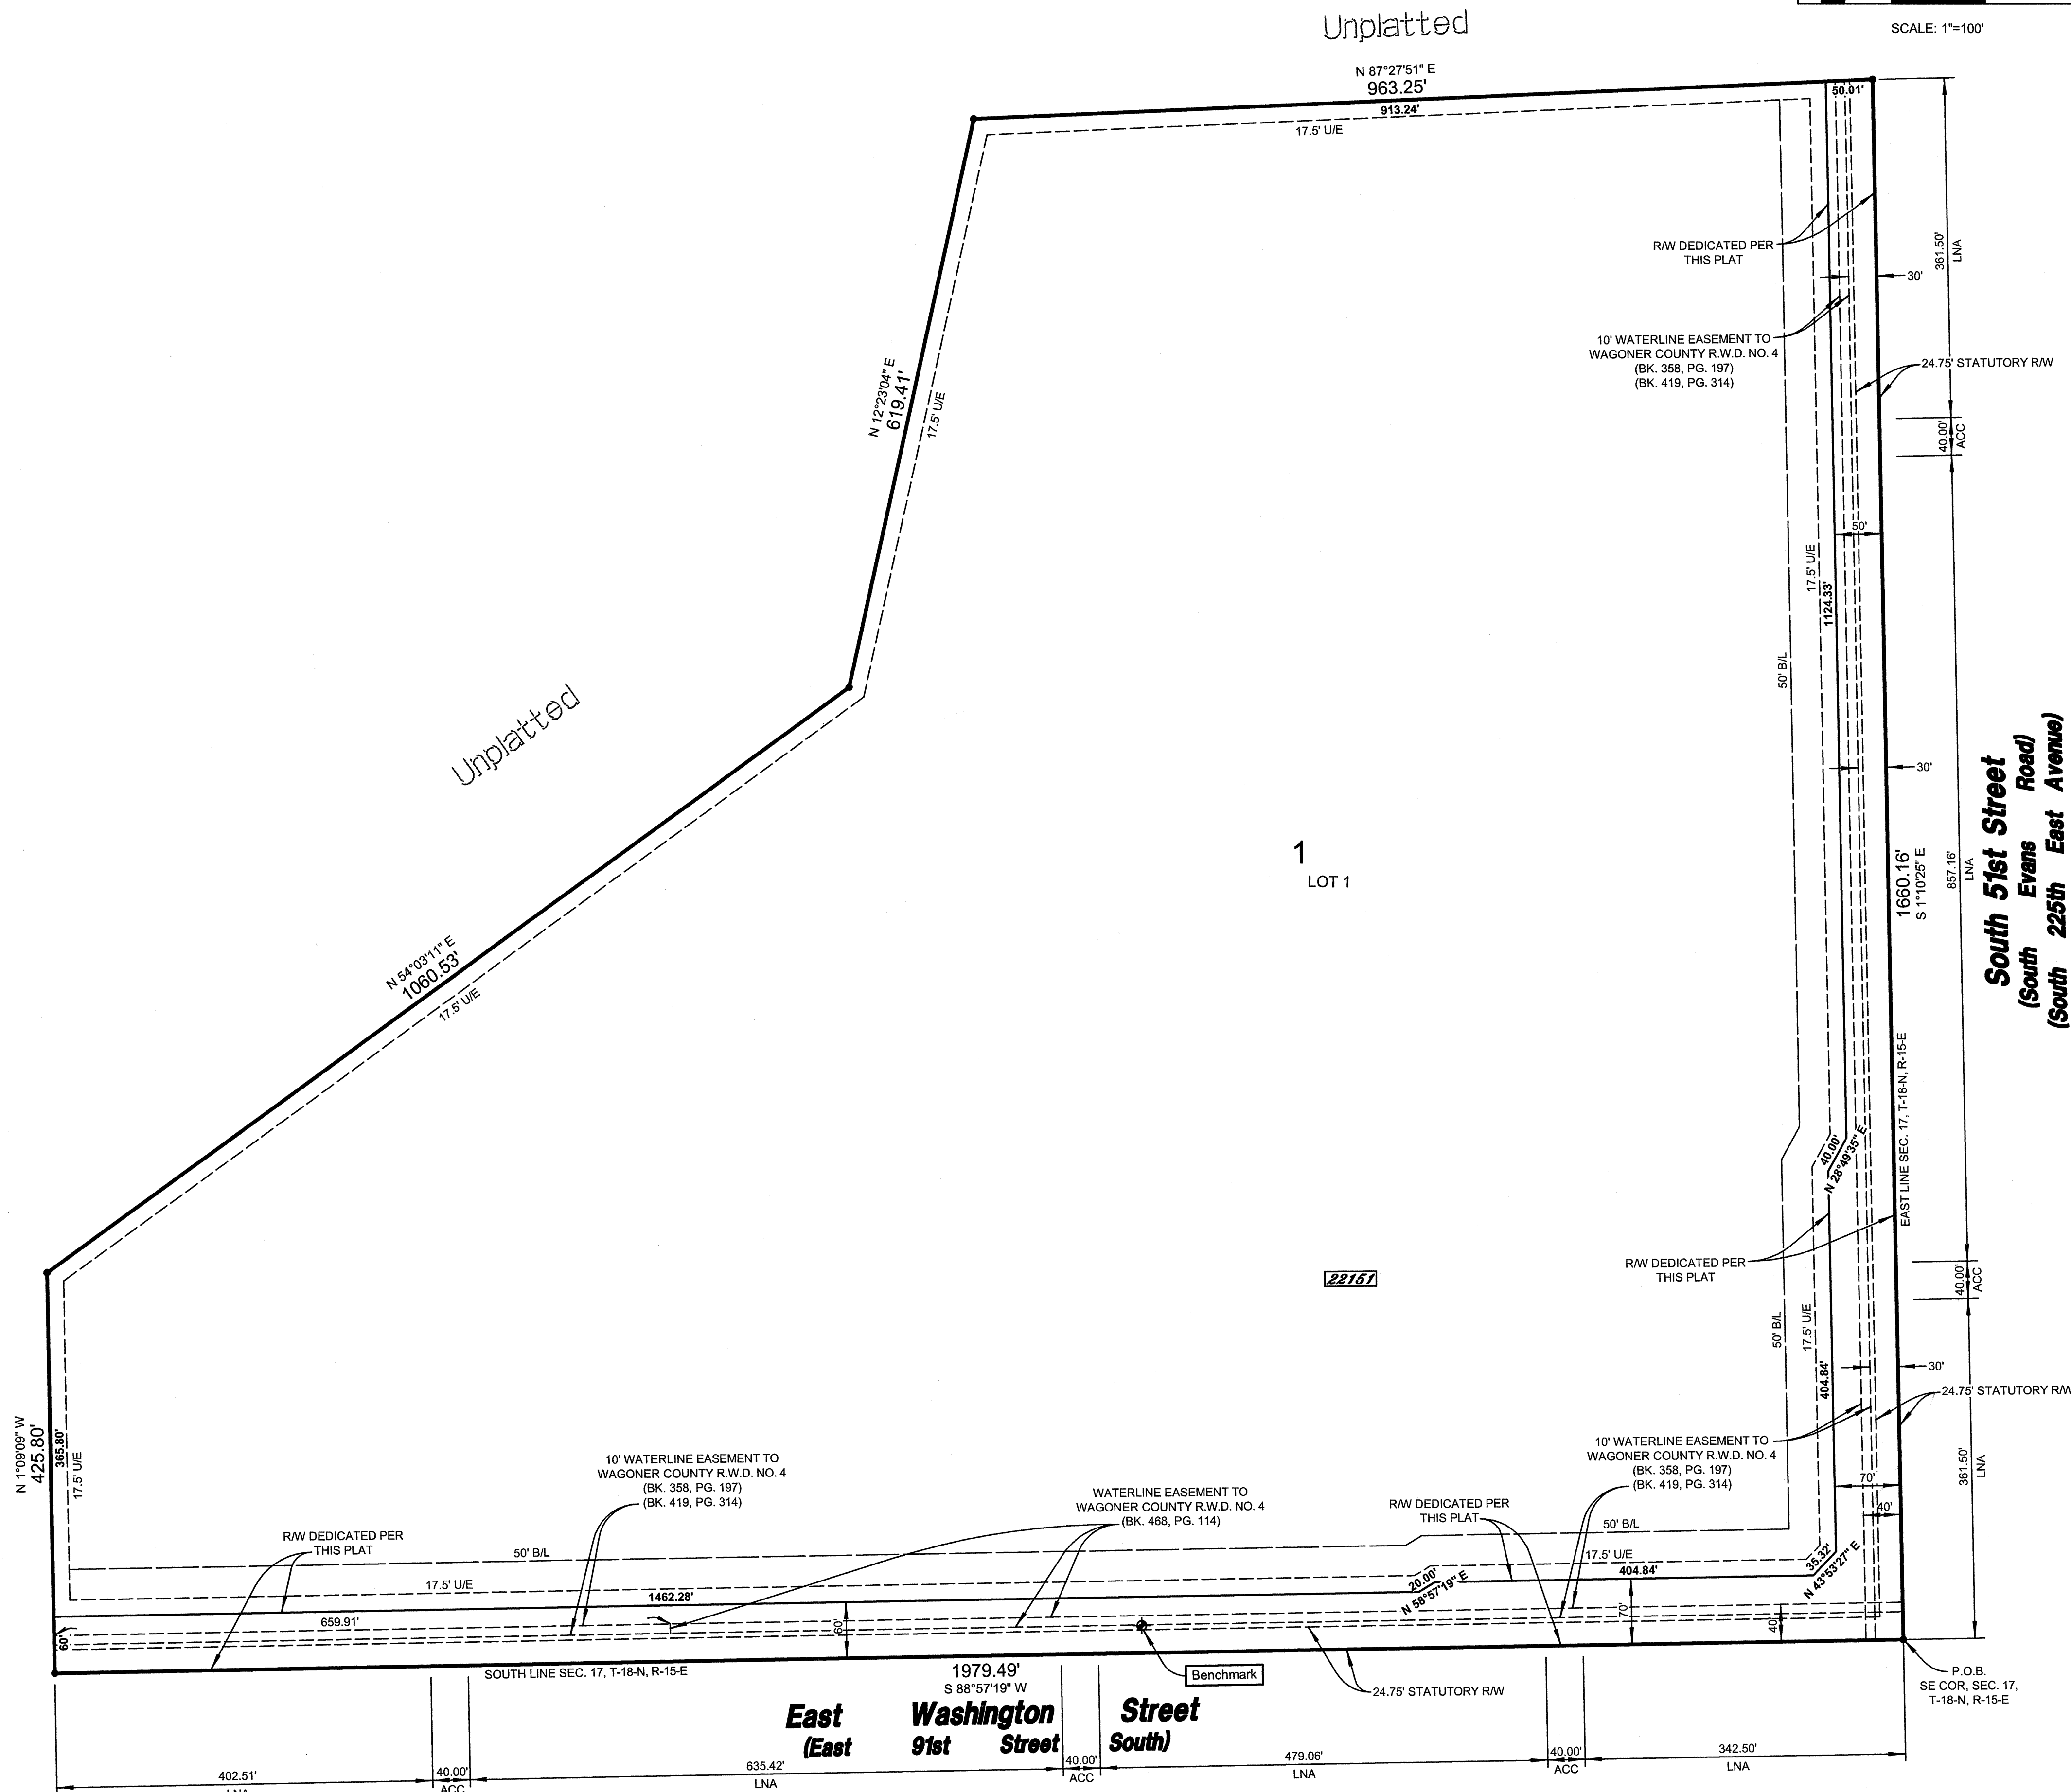 Unplatted
SCALE: 1"=100'
N 87°27'51" E
963.25'
913.24'
50.01'
17.5' U/E
R/W DEDICATED PER
THIS PLAT
30'
361.50'
LNA
10' WATERLINE EASEMENT TO
WAGONER COUNTY R.W.D. NO. 4
(BK. 358, PG. 197)
(BK. 419, PG. 314)
24.75' STATUTORY R/W
N 12°23'04" E
619.41'
17.5' U/E
40.00'
ACC
50'
17.5' U/E
1124.33'
50' B/L
Unplatted
30'
South 51st Street
(South Evans Road)
(South 225th East Avenue)
1
LOT 1
1660.16'
S 1°10'25" E
857.16'
LNA
N 54°03'11" E
1060.53'
17.5' U/E
EAST LINE SEC. 17, T-18-N, R-15-E
40.00'
N 28°49'35" E
R/W DEDICATED PER
THIS PLAT
22151
40.00'
ACC
50' B/L
17.5' U/E
404.84'
30'
24.75' STATUTORY R/W
N 1°09'09" W
425.80'
365.80'
17.5' U/E
10' WATERLINE EASEMENT TO
WAGONER COUNTY R.W.D. NO. 4
(BK. 358, PG. 197)
(BK. 419, PG. 314)
WATERLINE EASEMENT TO
WAGONER COUNTY R.W.D. NO. 4
(BK. 468, PG. 114)
R/W DEDICATED PER
THIS PLAT
10' WATERLINE EASEMENT TO
WAGONER COUNTY R.W.D. NO. 4
(BK. 358, PG. 197)
(BK. 419, PG. 314)
361.50'
LNA
70'
40'
R/W DEDICATED PER
THIS PLAT
50' B/L
50' B/L
17.5' U/E
17.5' U/E
1462.28'
20.00'
N 58°57'19" E
404.84'
35.32'
N 43°53'27" E
659.91'
60'
60'
70'
40'
SOUTH LINE SEC. 17, T-18-N, R-15-E
1979.49'
S 88°57'19" W
Benchmark
24.75' STATUTORY R/W
P.O.B.
SE COR, SEC. 17,
T-18-N, R-15-E
East Washington Street
(East 91st Street South)
402.51'
LNA
40.00'
ACC
635.42'
LNA
40.00'
ACC
479.06'
LNA
40.00'
ACC
342.50'
LNA